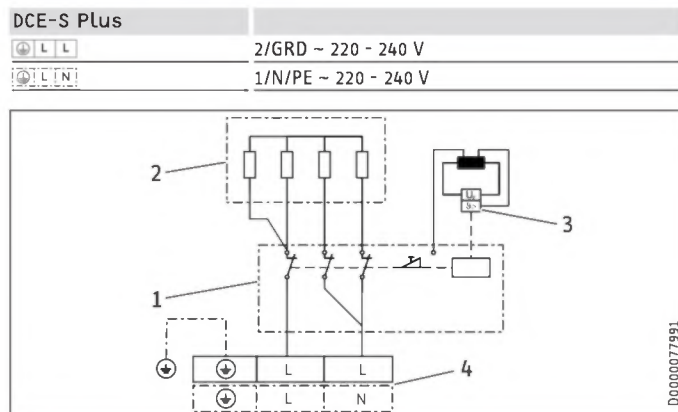 DCE-S Plus
L L 2/GRD ~ 220 - 240 V
L N 1/N/PE ~ 220 - 240 V
2
3
1
4
L L
L N
D0000077991